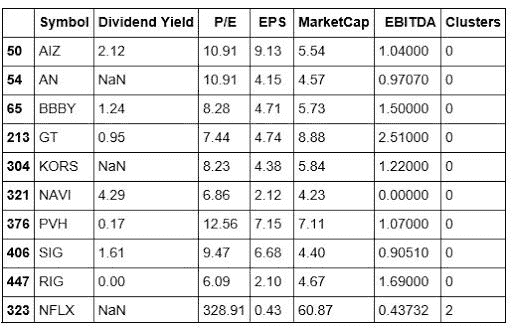 Symbol Dividend Yield P/E EPS MarketCap EBITDA Clusters
50 AIZ 2.12 10.91 9.13 5.54 1.04000 0
54 AN NaN 10.91 4.15 4.57 0.97070 0
65 BBBY 1.24 8.28 4.71 5.73 1.50000 0
213 GT 0.95 7.44 4.74 8.88 2.51000 0
304 KORS NaN 8.23 4.38 5.84 1.22000 0
321 NAVI 4.29 6.86 2.12 4.23 0.00000 0
376 PVH 0.17 12.56 7.15 7.11 1.07000 0
406 SIG 1.61 9.47 6.68 4.40 0.90510 0
447 RIG 0.00 6.09 2.10 4.67 1.69000 0
323 NFLX NaN 328.91 0.43 60.87 0.43732 2